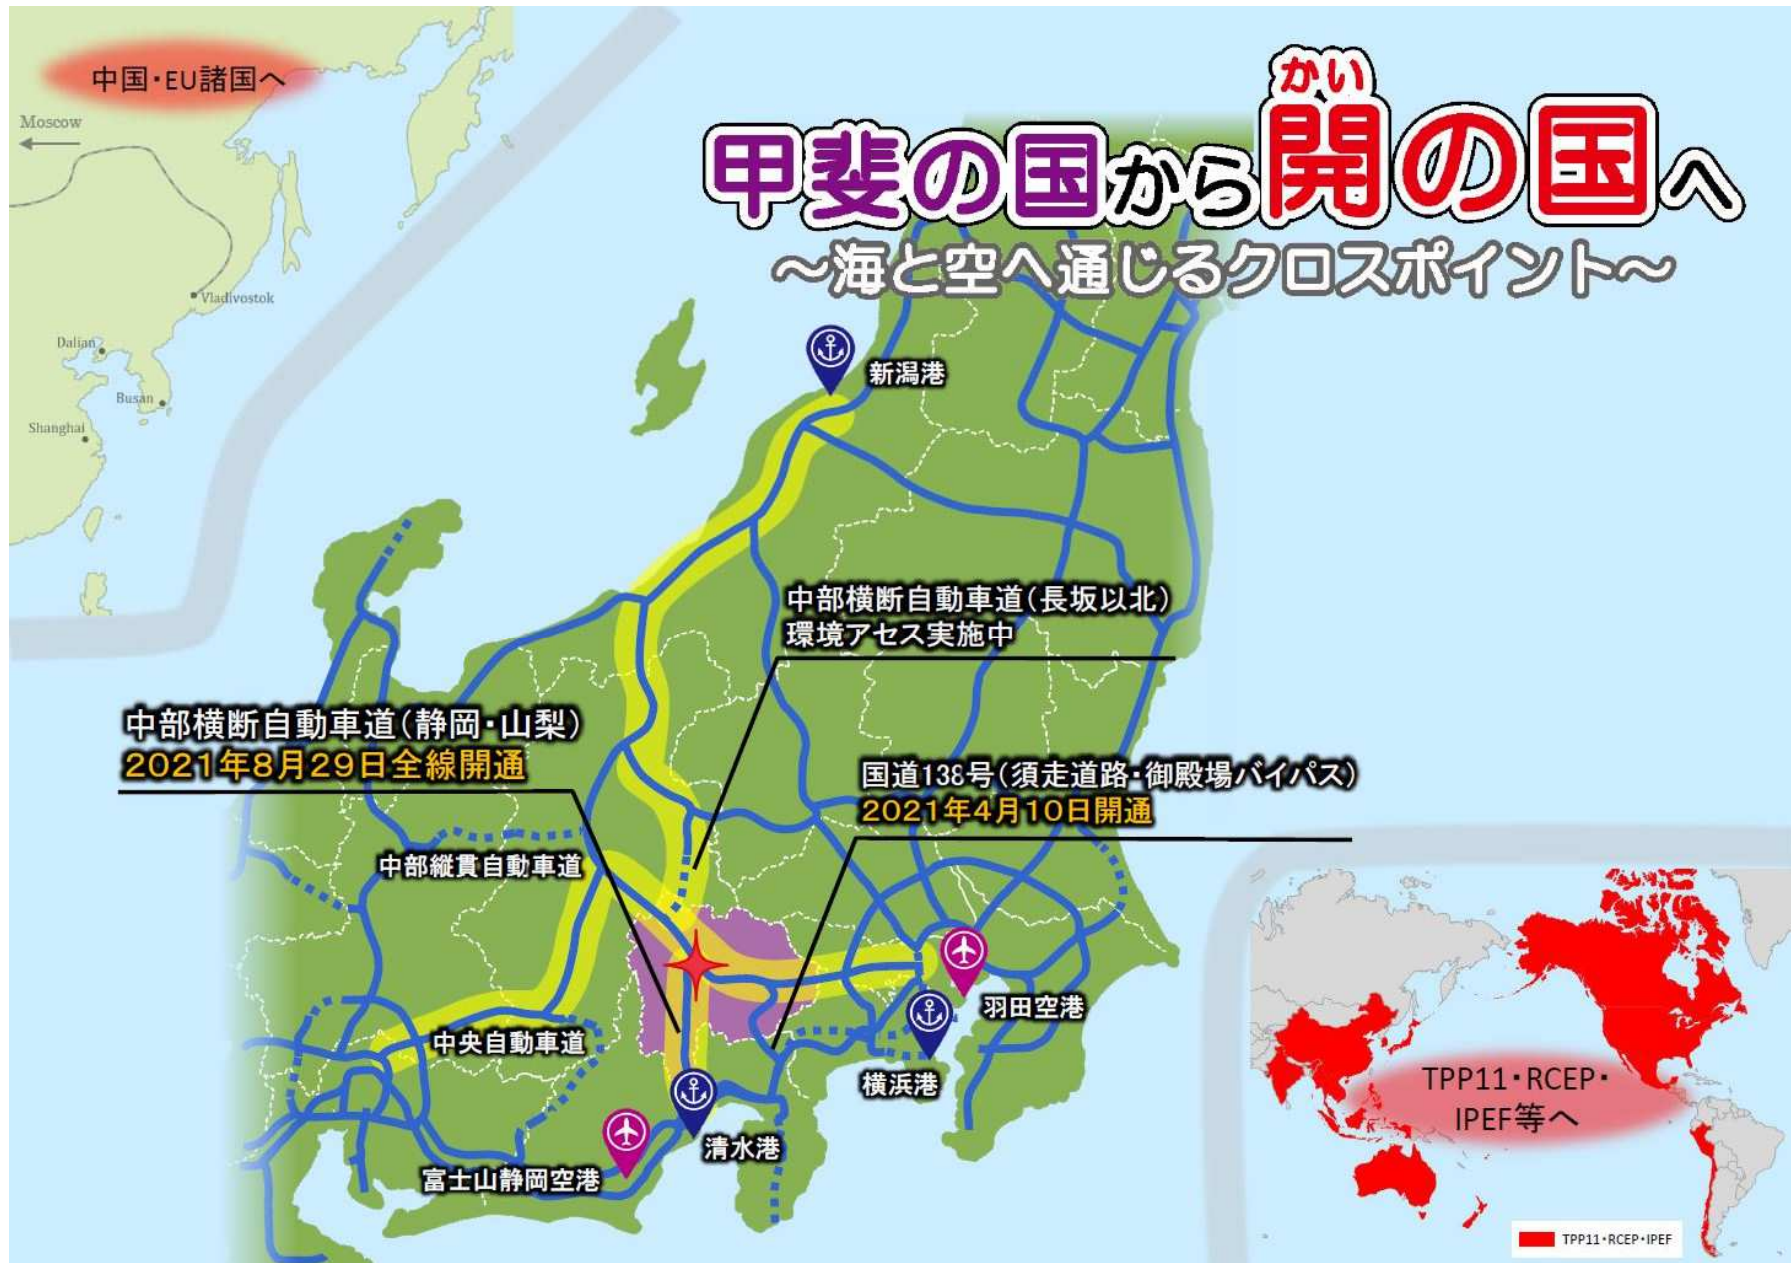 中国・EU諸国へ
Moscow
Vladivostok
Dalian
Busan
Shanghai
かい
甲斐の国から開の国へ
～海と空へ通じるクロスポイント～
新潟港
中部横断自動車道(長坂以北)
環境アセス実施中
中部横断自動車道(静岡・山梨)
2021年8月29日全線開通
国道138号(須走道路・御殿場バイパス)
2021年4月10日開通
中部縦貫自動車道
羽田空港
中央自動車道
横浜港
清水港
富士山静岡空港
TPP11・RCEP・
IPEF等へ
TPP11・RCEP・IPEF